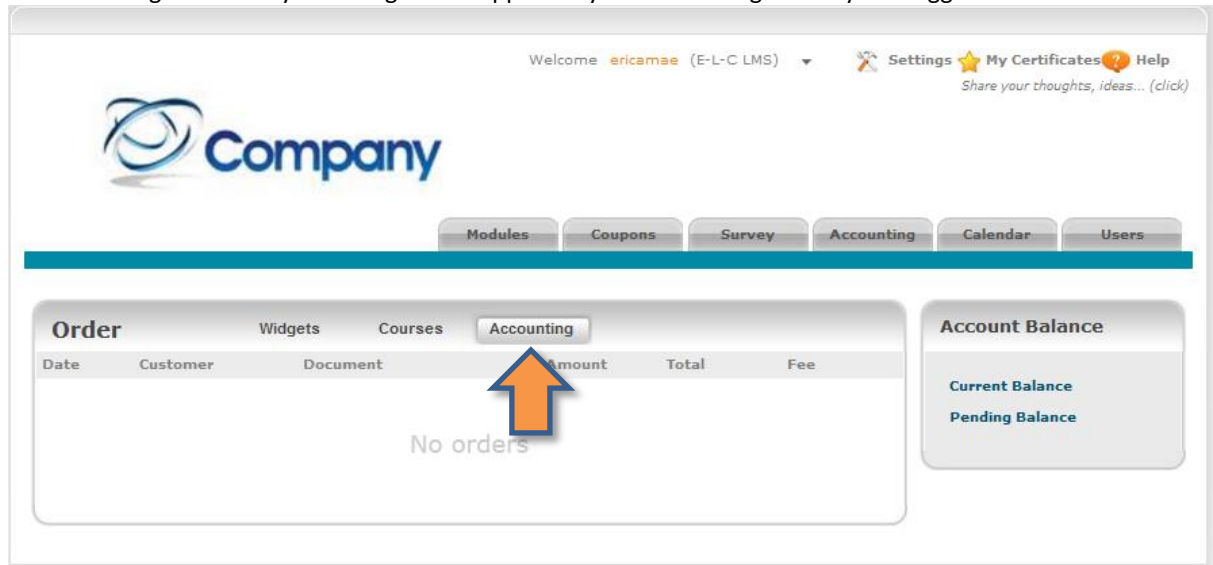 Welcome ericamae (E-L-C LMS)
Settings My Certificates Help
Share your thoughts, ideas... (click)
Company
Modules Coupons Survey Accounting Calendar Users
Order Widgets Courses Accounting
Date Customer Document Amount Total Fee
No orders
Account Balance
Current Balance
Pending Balance